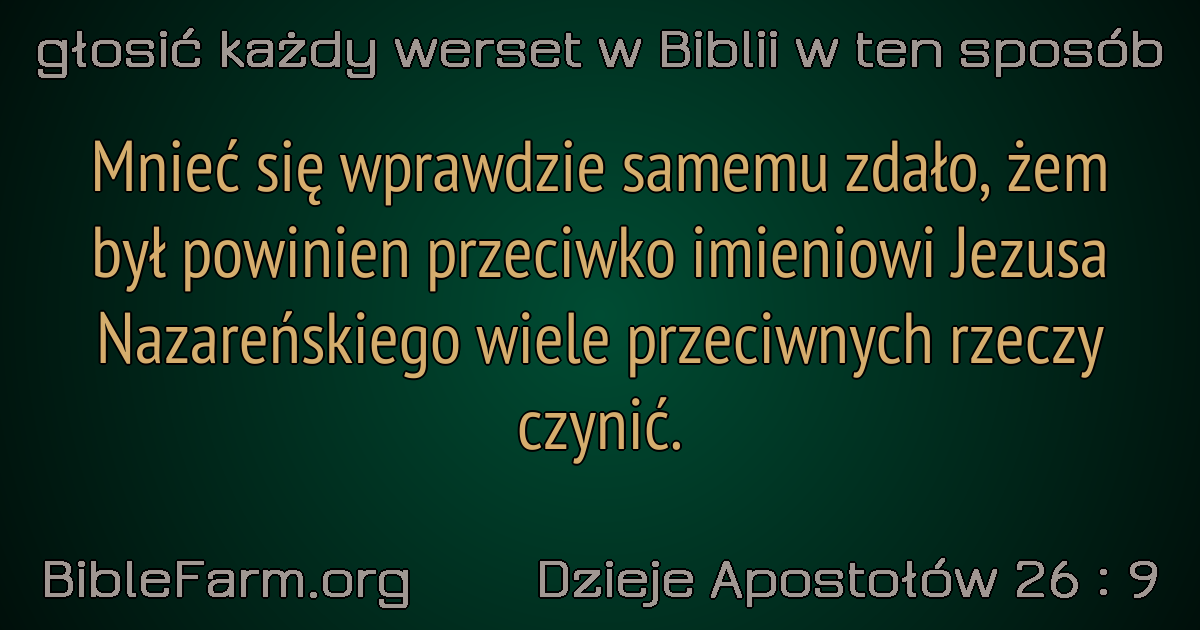 głosić każdy werset w Biblii w ten sposób
Mnieć się wprawdzie samemu zdało, żem
był powinien przeciwko imieniowi Jezusa
Nazareńskiego wiele przeciwnych rzeczy
czynić.
BibleFarm.org
Dzieje Apostołów 26 : 9